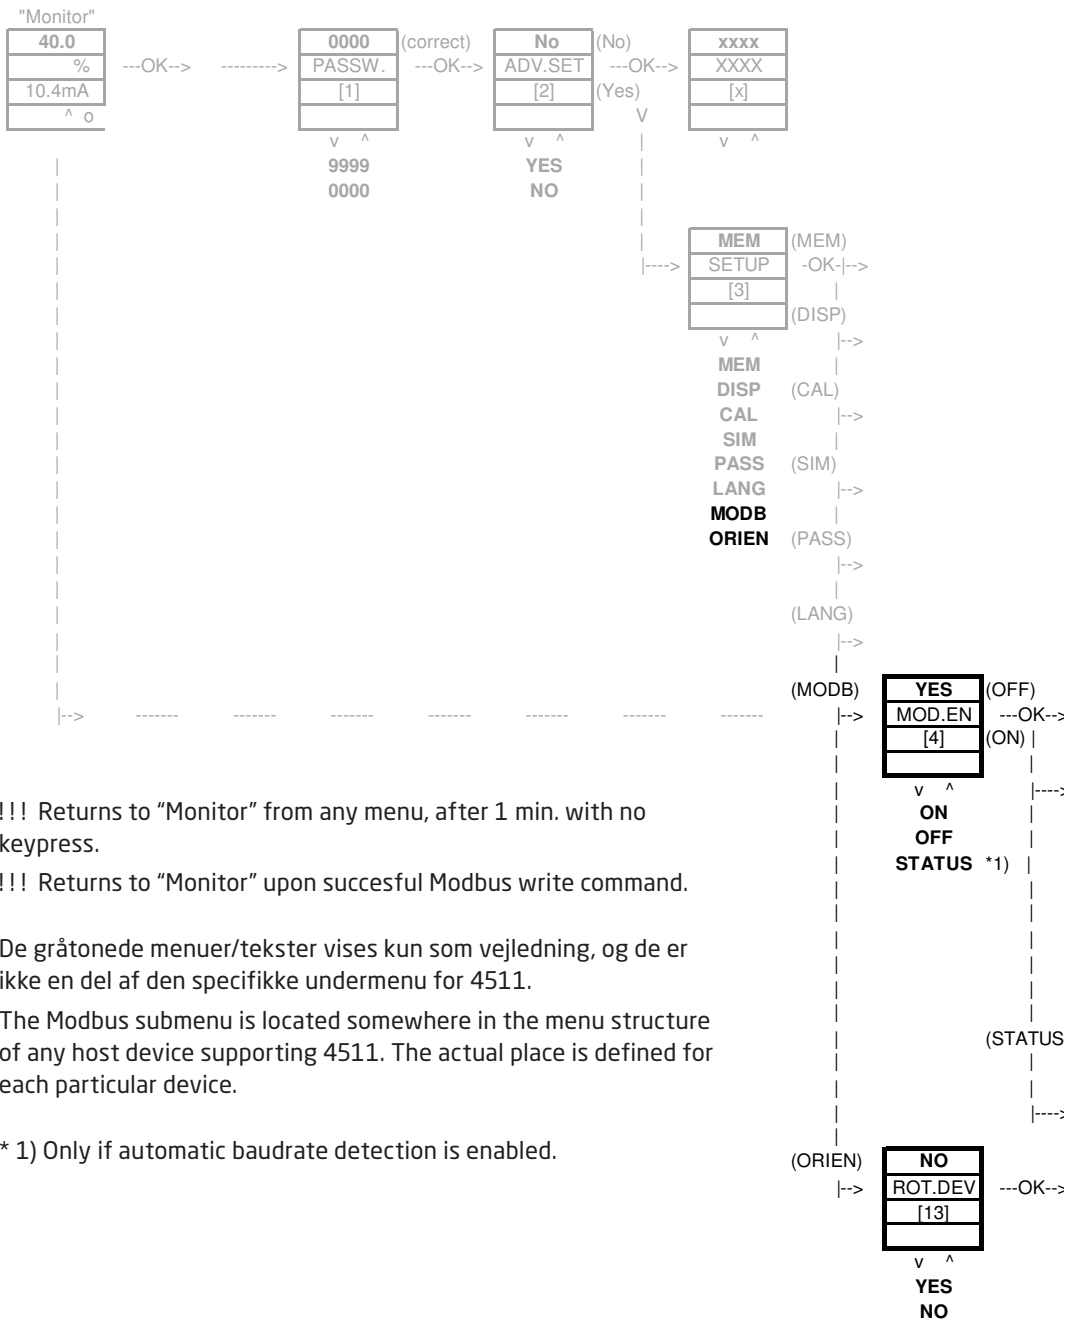 "Monitor"
40.0 0000 (correct) No (No) xxxx
% ---OK--> ---------> PASSW. ---OK--> ADV.SET ---OK--> XXXX
10.4mA [1] [2] (Yes) [x]
^ o V
v ^ v ^ | v ^
| 9999 YES |
| 0000 NO |
| |
| |
| | MEM (MEM)
| |----> SETUP -OK-|-->
| [3] |
| (DISP)
| v ^ |-->
| MEM |
| DISP (CAL)
| CAL |-->
| SIM |
| PASS (SIM)
| LANG |-->
| MODB |
| ORIEN (PASS)
| |-->
| |
| (LANG)
| |-->
| |
| (MODB) YES (OFF)
|--> ------- ------- ------- ------- ------- ------- ------- |--> MOD.EN ---OK-->
| [4] (ON) |
| |
| v ^ |---->
!!! Returns to “Monitor” from any menu, after 1 min. with no | ON |
keypress. | OFF |
| STATUS *1) |
!!! Returns to “Monitor” upon succesful Modbus write command. | |
| |
De gråtonede menuer/tekster vises kun som vejledning, og de er | |
ikke en del af den specifikke undermenu for 4511. | |
The Modbus submenu is located somewhere in the menu structure | (STATUS
of any host device supporting 4511. The actual place is defined for | |
each particular device. | |
| |---->
* 1) Only if automatic baudrate detection is enabled. |
(ORIEN) NO
|--> ROT.DEV ---OK-->
[13]
v ^
YES
NO